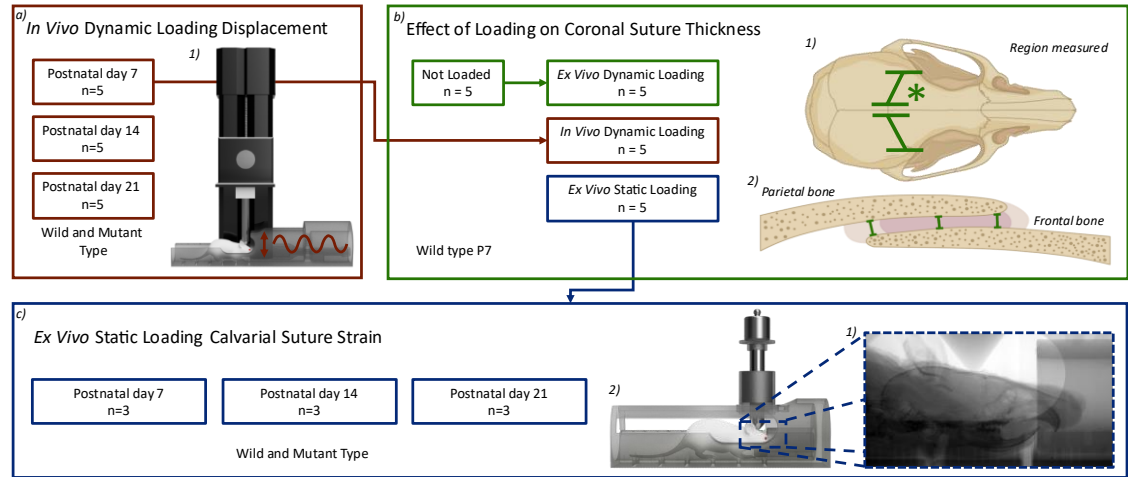 a)
In Vivo Dynamic Loading Displacement
1)
Postnatal day 7
n=5
Postnatal day 14
n=5
Postnatal day 21
n=5
Wild and Mutant
Type
b)
Effect of Loading on Coronal Suture Thickness
Not Loaded
n = 5
Ex Vivo Dynamic Loading
n = 5
In Vivo Dynamic Loading
n = 5
Ex Vivo Static Loading
n = 5
Wild type P7
1)
Region measured
*
2)
Parietal bone
Frontal bone
c)
Ex Vivo Static Loading Calvarial Suture Strain
Postnatal day 7
n=3
Postnatal day 14
n=3
Postnatal day 21
n=3
Wild and Mutant Type
2)
1)